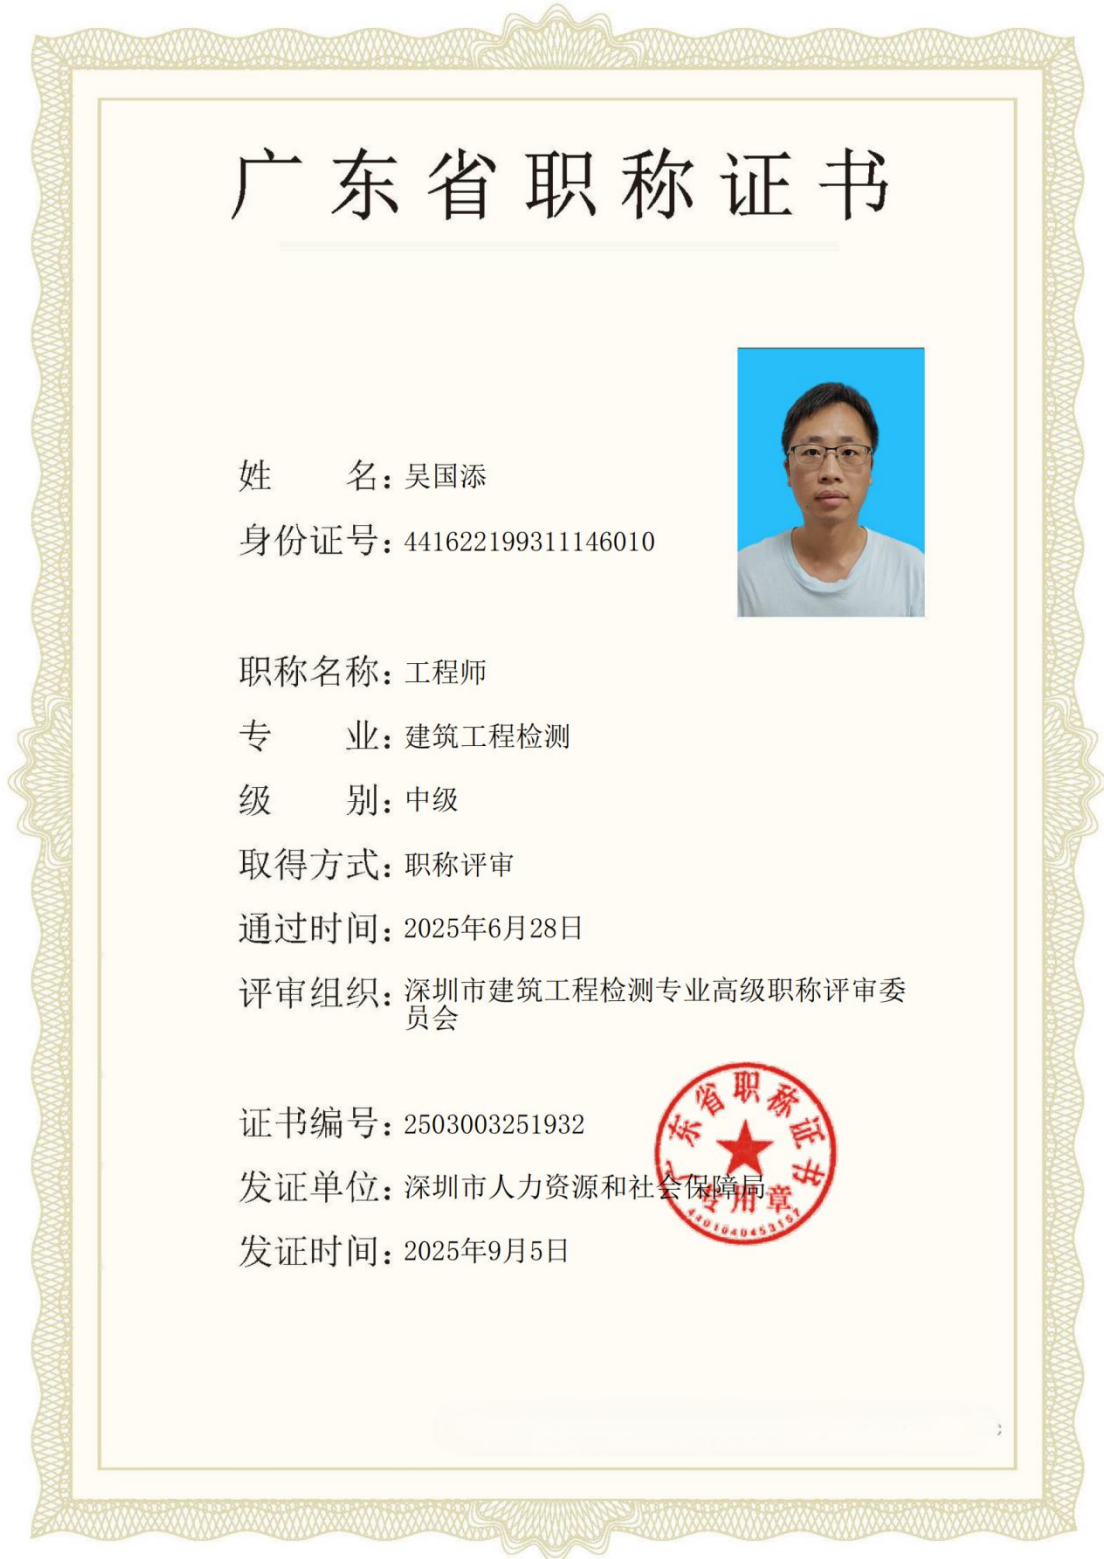 广东省职称证书
姓　　名：吴国添
身份证号：441622199311146010
职称名称：工程师
专　　业：建筑工程检测
级　　别：中级
取得方式：职称评审
通过时间：2025年6月28日
评审组织：深圳市建筑工程检测专业高级职称评审委
员会
证书编号：2503003251932
发证单位：深圳市人力资源和社会保障局
发证时间：2025年9月5日
广东省职称证书
专用章
4401040453157